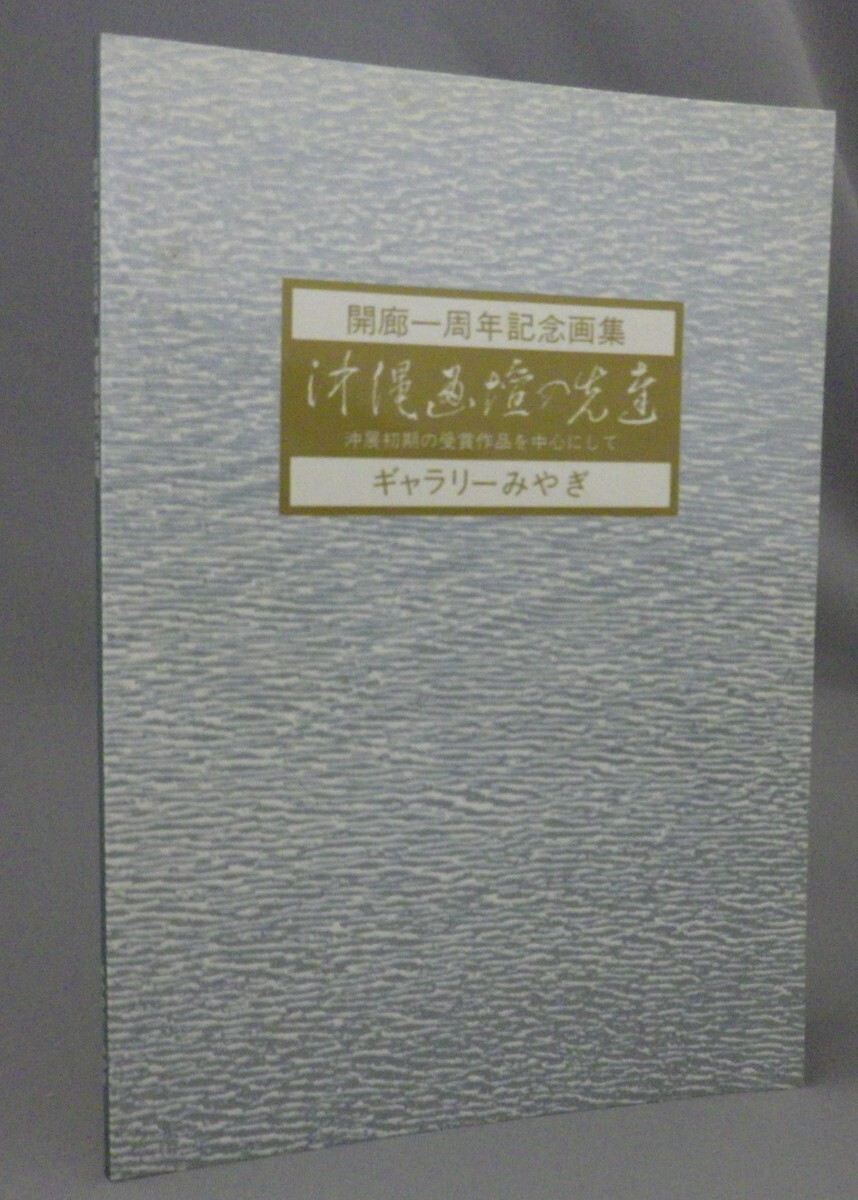 開廊一周年記念画集
沖縄画壇の先達
沖展初期の受賞作品を中心にして
ギャラリーみやぎ